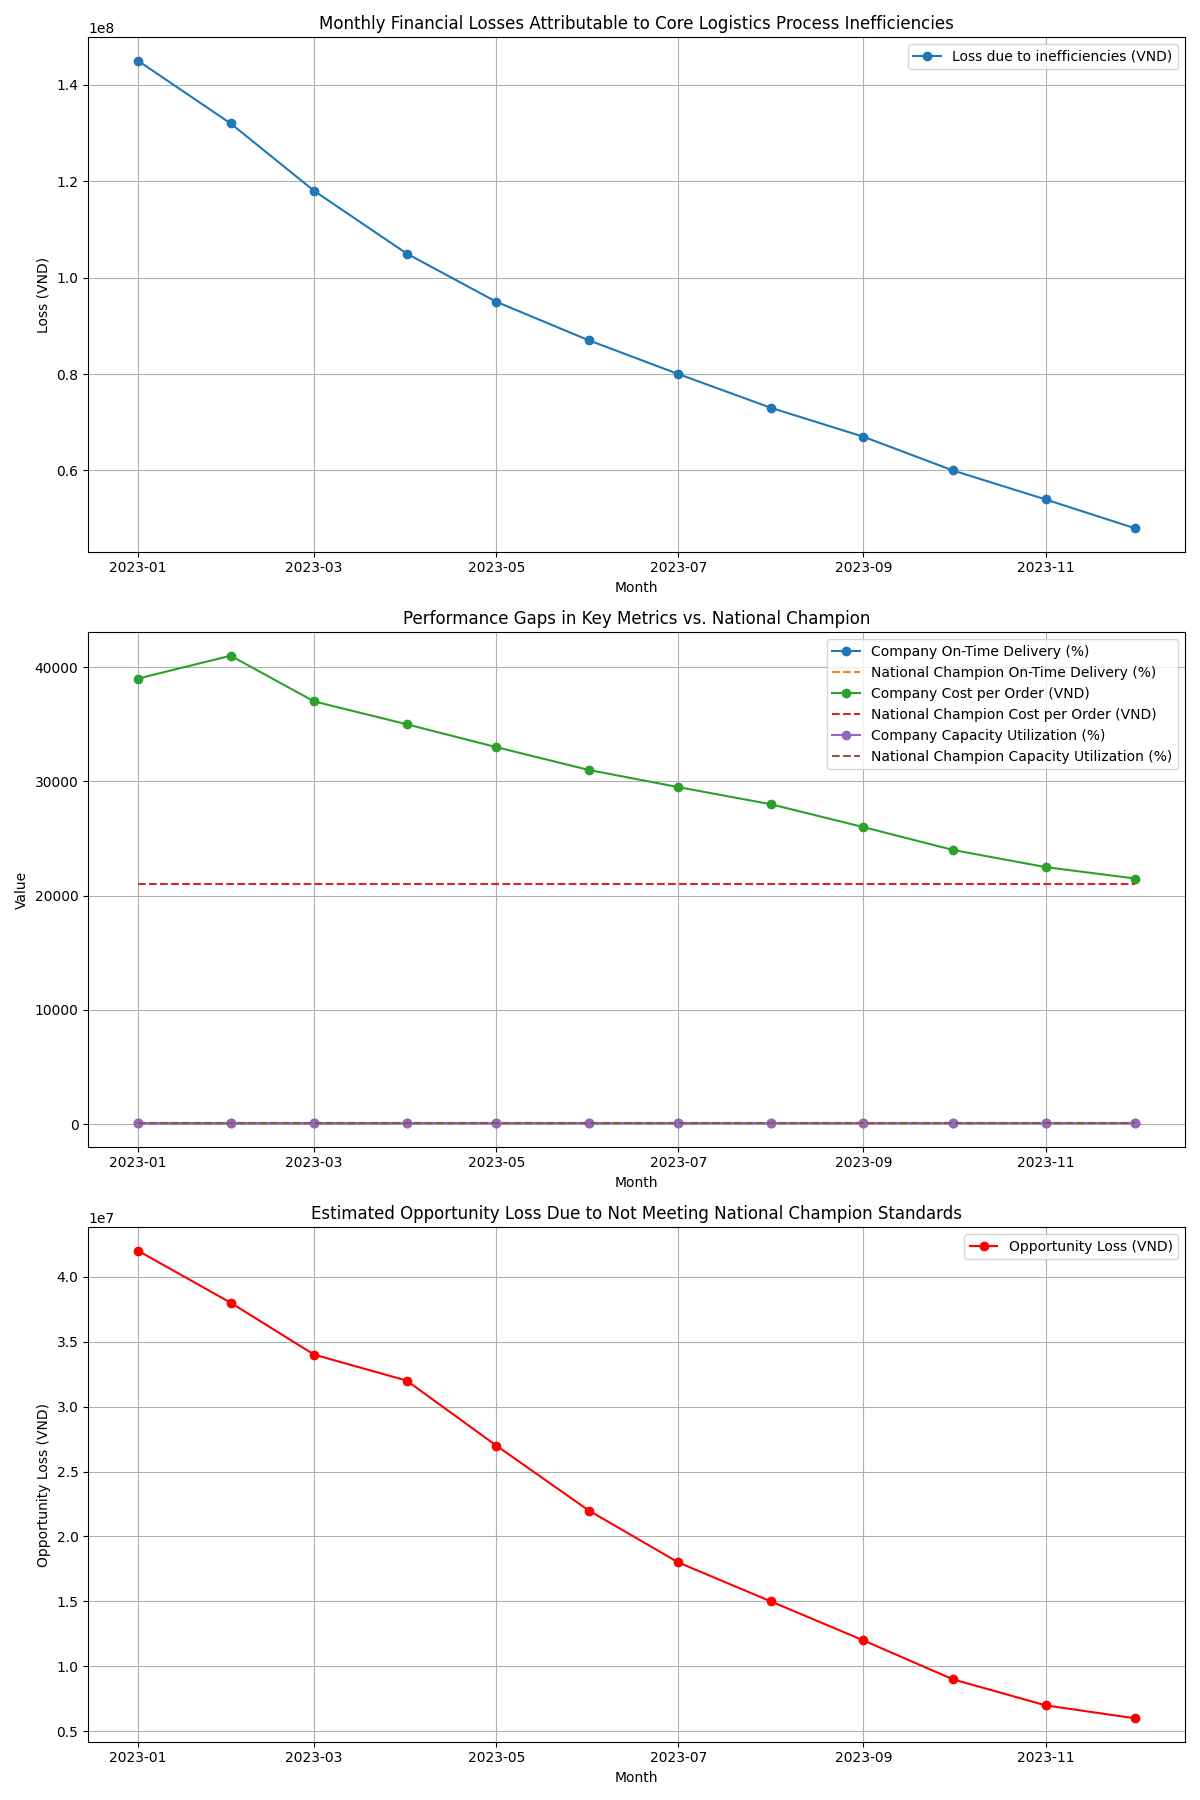 Monthly Financial Losses Attributable to Core Logistics Process Inefficiencies
1e8
Loss due to inefficiencies (VND)
1.4
1.2
1.0
0.8
0.6
Loss (VND)
2023-01 2023-03 2023-05 2023-07 2023-09 2023-11
Month
Performance Gaps in Key Metrics vs. National Champion
Company On-Time Delivery (%)
National Champion On-Time Delivery (%)
Company Cost per Order (VND)
National Champion Cost per Order (VND)
Company Capacity Utilization (%)
National Champion Capacity Utilization (%)
40000
30000
20000
10000
0
Value
2023-01 2023-03 2023-05 2023-07 2023-09 2023-11
Month
Estimated Opportunity Loss Due to Not Meeting National Champion Standards
1e7
Opportunity Loss (VND)
4.0
3.5
3.0
2.5
2.0
1.5
1.0
0.5
Opportunity Loss (VND)
2023-01 2023-03 2023-05 2023-07 2023-09 2023-11
Month